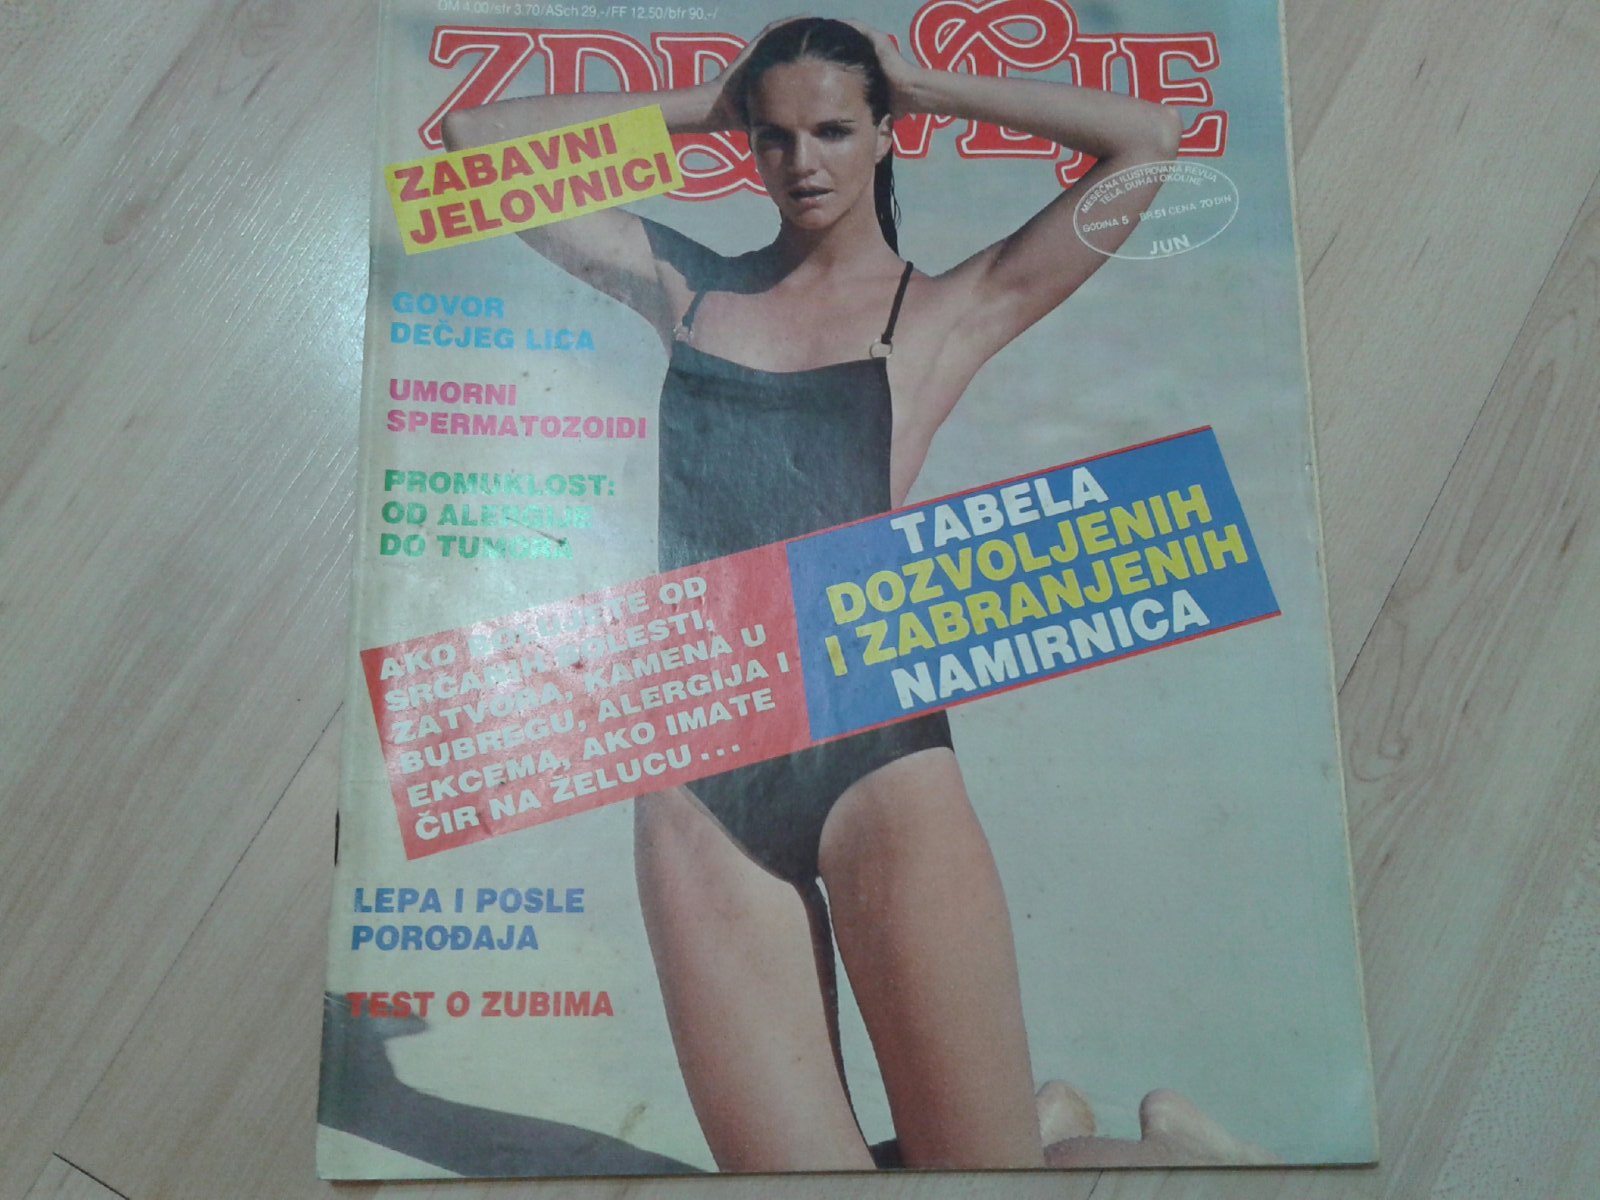 DM 4.00/sfr 3.70/ASch 29,-/FF 12.50/bfr 90,-/
ZDRAVLJE
MESEČNA ILUSTROVANA REVIJA
TELA, DUHA I OKOLINE
GODINA 5 BR.51 CENA 70 DIN
JUN
ZABAVNI
JELOVNICI
GOVOR
DEČJEG LICA
UMORNI
SPERMATOZOIDI
PROMUKLOST:
OD ALERGIJE
DO TUMORA
AKO BOLUJETE OD
SRČANIH BOLESTI,
ZATVORA, KAMENA U
BUBREGU, ALERGIJA I
EKCEMA, AKO IMATE
ČIR NA ŽELUCU...
TABELA
DOZVOLJENIH
I ZABRANJENIH
NAMIRNICA
LEPA I POSLE
POROĐAJA
TEST O ZUBIMA